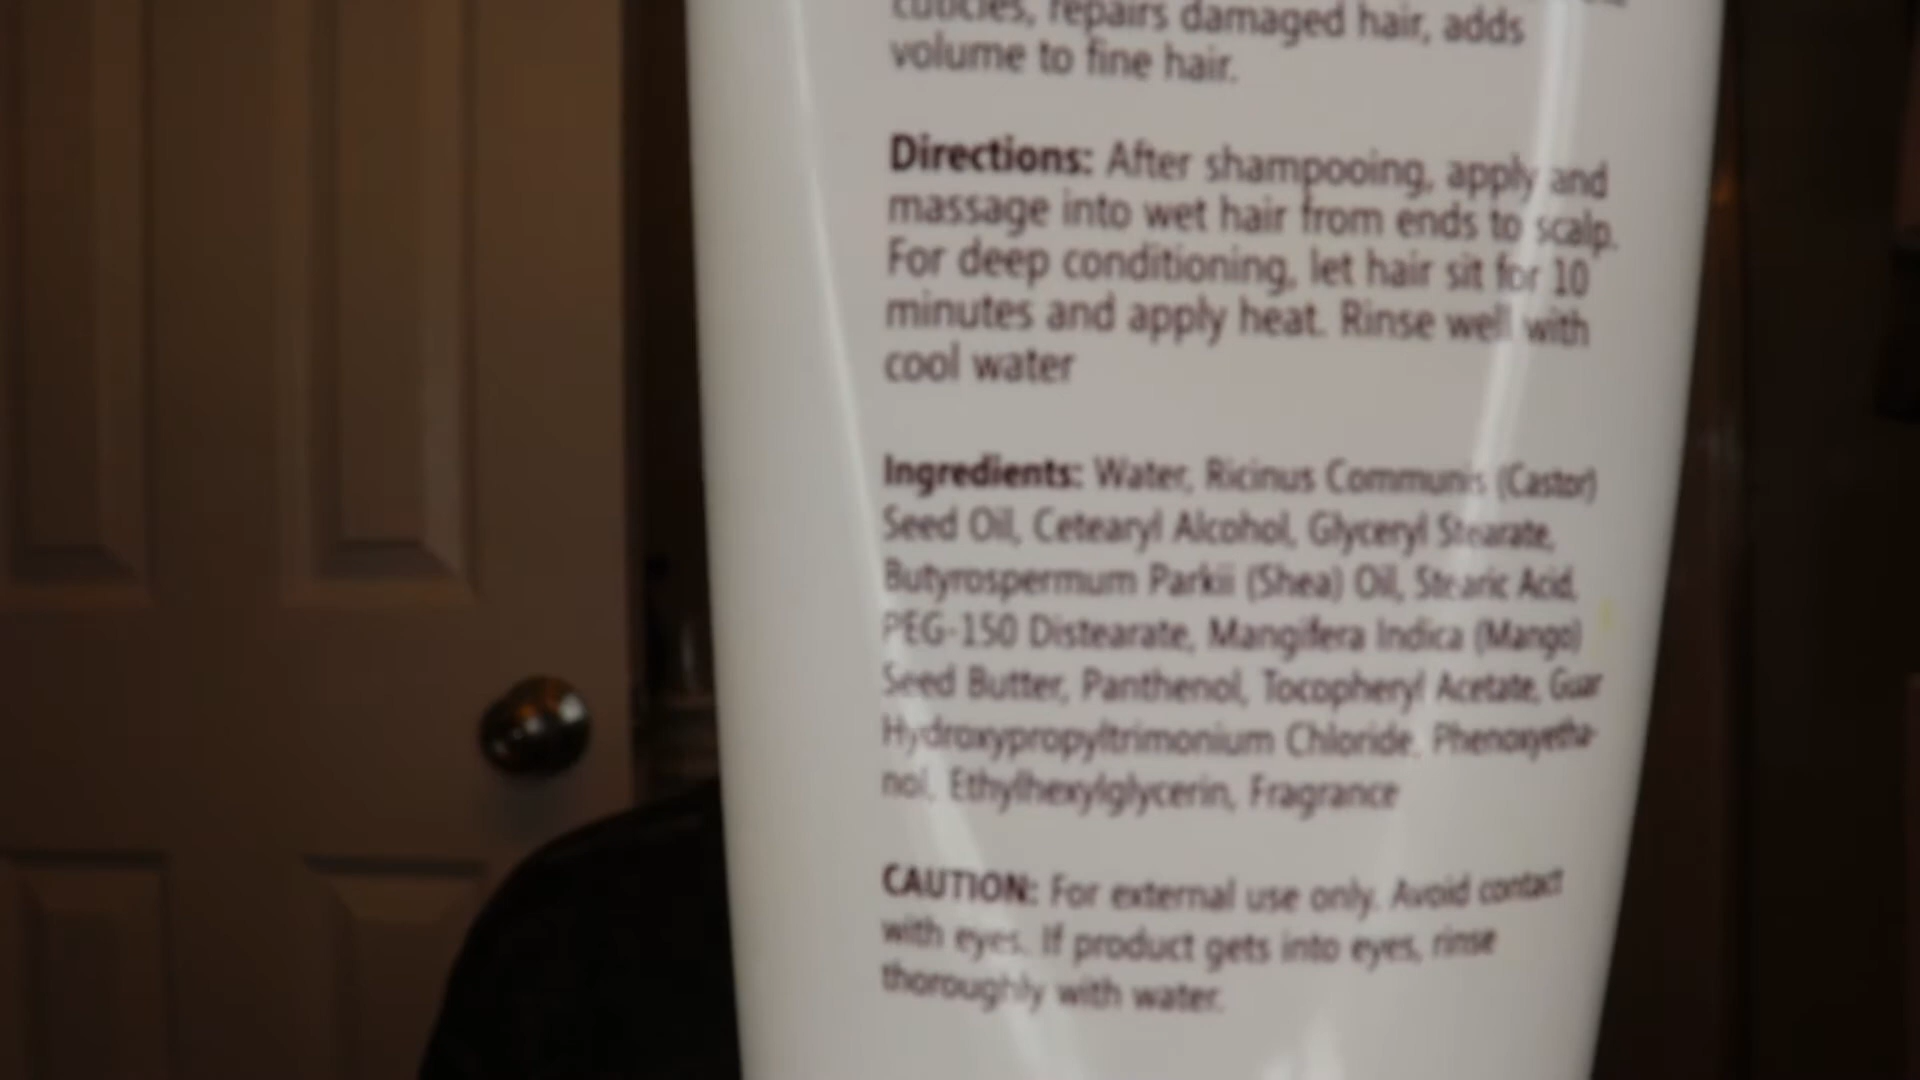 cuticles, repairs damaged hair, adds
volume to fine hair.
Directions: After shampooing, apply and
massage into wet hair from ends to scalp.
For deep conditioning, let hair sit for 10
minutes and apply heat. Rinse well with
cool water
Ingredients: Water, Ricinus Communis (Castor)
Seed Oil, Cetearyl Alcohol, Glyceryl Stearate,
Butyrospermum Parkii (Shea) Oil, Stearic Acid,
PEG-150 Distearate, Mangifera Indica (Mango)
Seed Butter, Panthenol, Tocopheryl Acetate, Guar
Hydroxypropyltrimonium Chloride, Phenoxyetha-
nol, Ethylhexylglycerin, Fragrance
CAUTION: For external use only. Avoid contact
with eyes. If product gets into eyes, rinse
thoroughly with water.